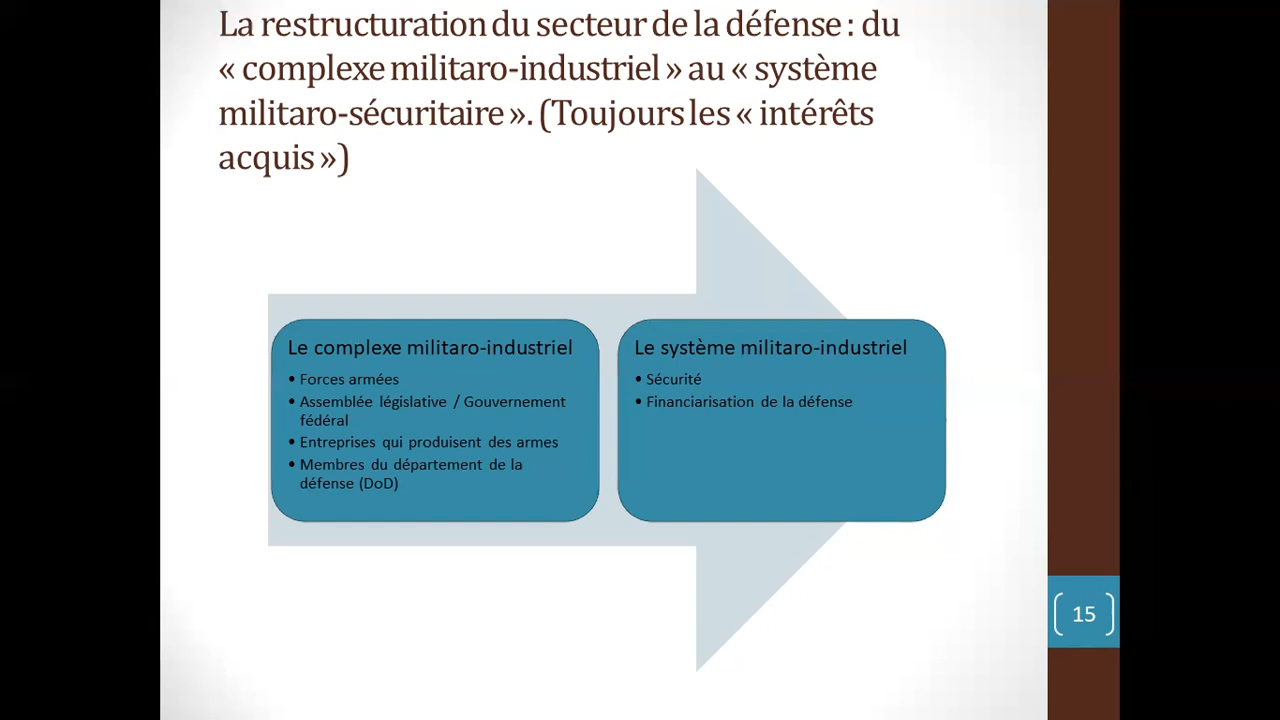 La restructuration du secteur de la défense : du
« complexe militaro-industriel » au « système
militaro-sécuritaire ». (Toujours les « intérêts
acquis »)
Le complexe militaro-industriel
• Forces armées
• Assemblée législative / Gouvernement
fédéral
• Entreprises qui produisent des armes
• Membres du département de la
défense (DoD)
Le système militaro-industriel
• Sécurité
• Financiarisation de la défense
15